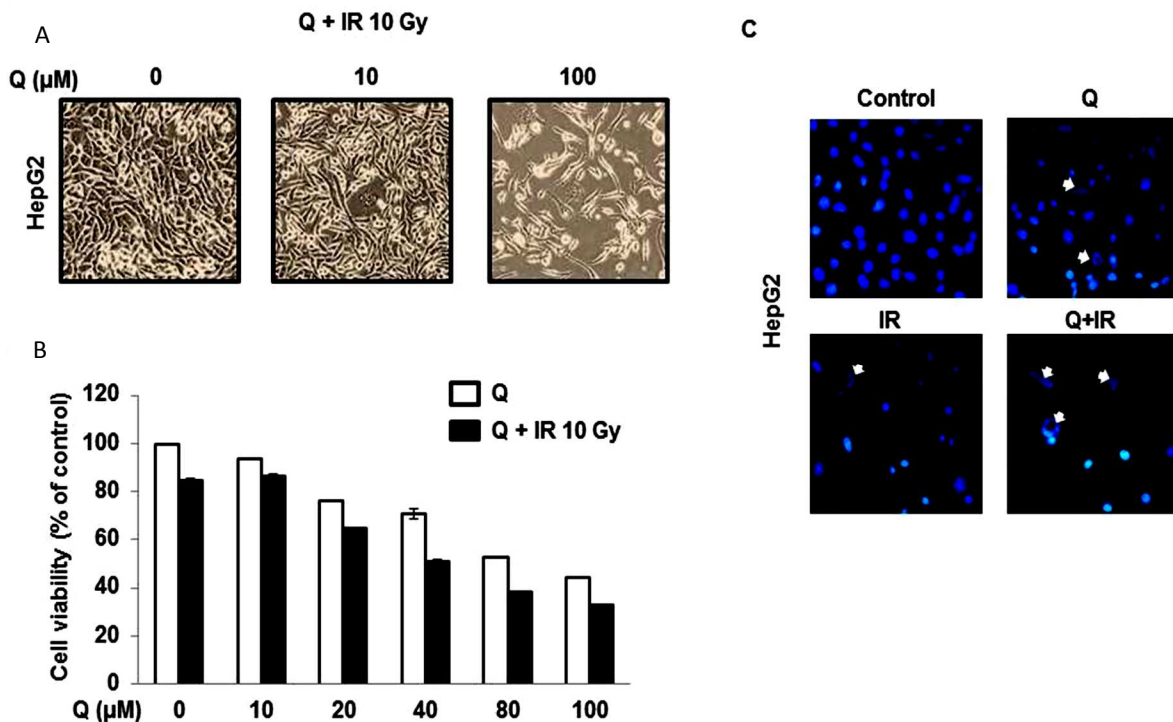 A
Q + IR 10 Gy
Q (µM) 0 10 100
HepG2
B
Cell viability (% of control)
120
100
80
60
40
20
0
Q
Q + IR 10 Gy
Q (µM) 0 10 20 40 80 100
C
Control Q
HepG2
IR Q+IR